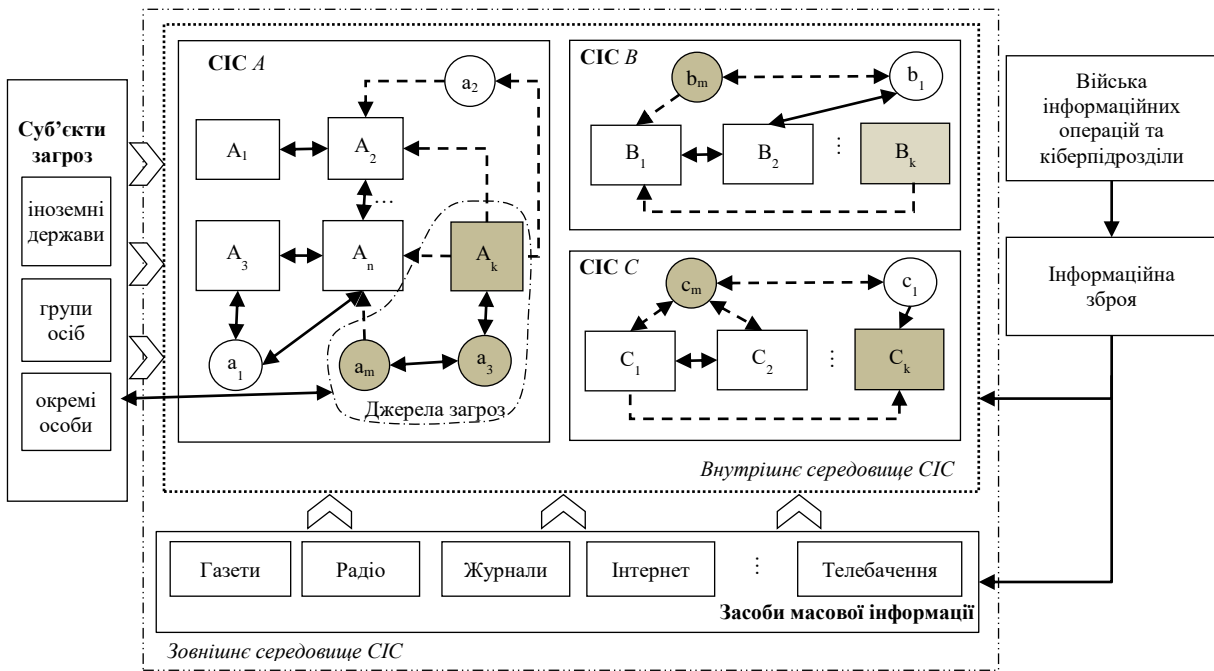 Суб’єкти
загроз
іноземні
держави
групи
осіб
окремі
особи
СІС A
a2
A1
A2
...
A3
An
Ak
a1
am
a3
Джерела загроз
СІС B
bm
b1
B1
B2
...
Bk
СІС C
cm
c1
C1
C2
...
Ck
Внутрішнє середовище СІС
Війська
інформаційних
операцій та
кіберпідрозділи
Інформаційна
зброя
Газети
Радіо
Журнали
Інтернет
...
Телебачення
Засоби масової інформації
Зовнішнє середовище СІС